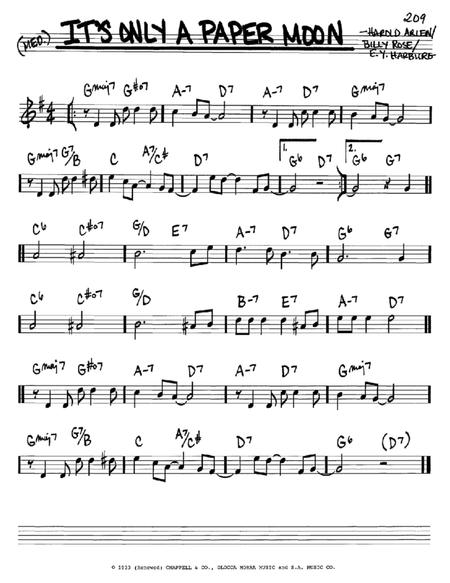 209
(MED.) IT'S ONLY A PAPER MOON
-HAROLD ARLEN/
BILLY ROSE/
E.Y. HARBURG
Gmaj7 G#o7 A-7 D7 A-7 D7 Gmaj7
Gmaj7 G7/B C A7/C# D7 1. G6 D7 2. G6 G7
C6 C#o7 G/D E7 A-7 D7 G6 G7
C6 C#o7 G/D B-7 E7 A-7 D7
Gmaj7 G#o7 A-7 D7 A-7 D7 Gmaj7
Gmaj7 G7/B C A7/C# D7 G6 (D7)
© 1933 (Renewed) CHAPPELL & CO., GLOCCA MORRA MUSIC and S.A. MUSIC CO.